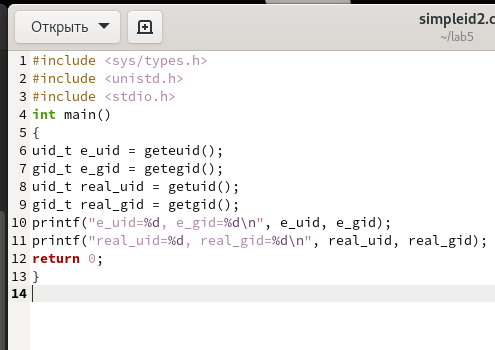 Открыть
simpleid2.c
~/lab5
1 #include <sys/types.h>
2 #include <unistd.h>
3 #include <stdio.h>
4 int main()
5 {
6 uid_t e_uid = geteuid();
7 gid_t e_gid = getegid();
8 uid_t real_uid = getuid();
9 gid_t real_gid = getgid();
10 printf("e_uid=%d, e_gid=%d\n", e_uid, e_gid);
11 printf("real_uid=%d, real_gid=%d\n", real_uid, real_gid);
12 return 0;
13 }
14